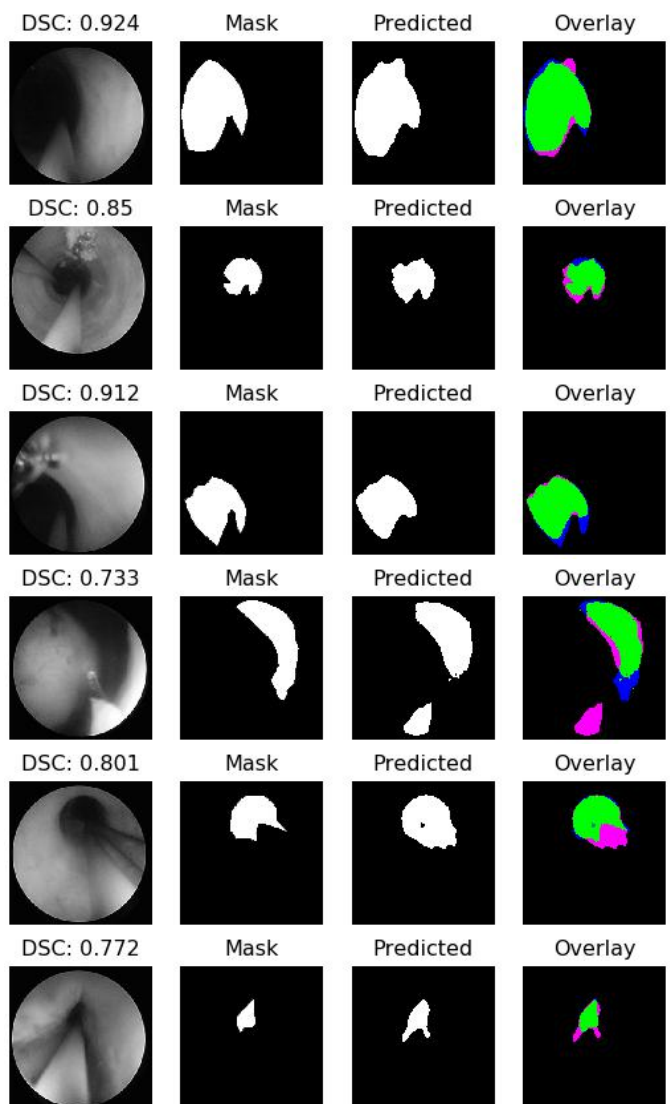 DSC: 0.924 Mask Predicted Overlay
DSC: 0.85 Mask Predicted Overlay
DSC: 0.912 Mask Predicted Overlay
DSC: 0.733 Mask Predicted Overlay
DSC: 0.801 Mask Predicted Overlay
DSC: 0.772 Mask Predicted Overlay